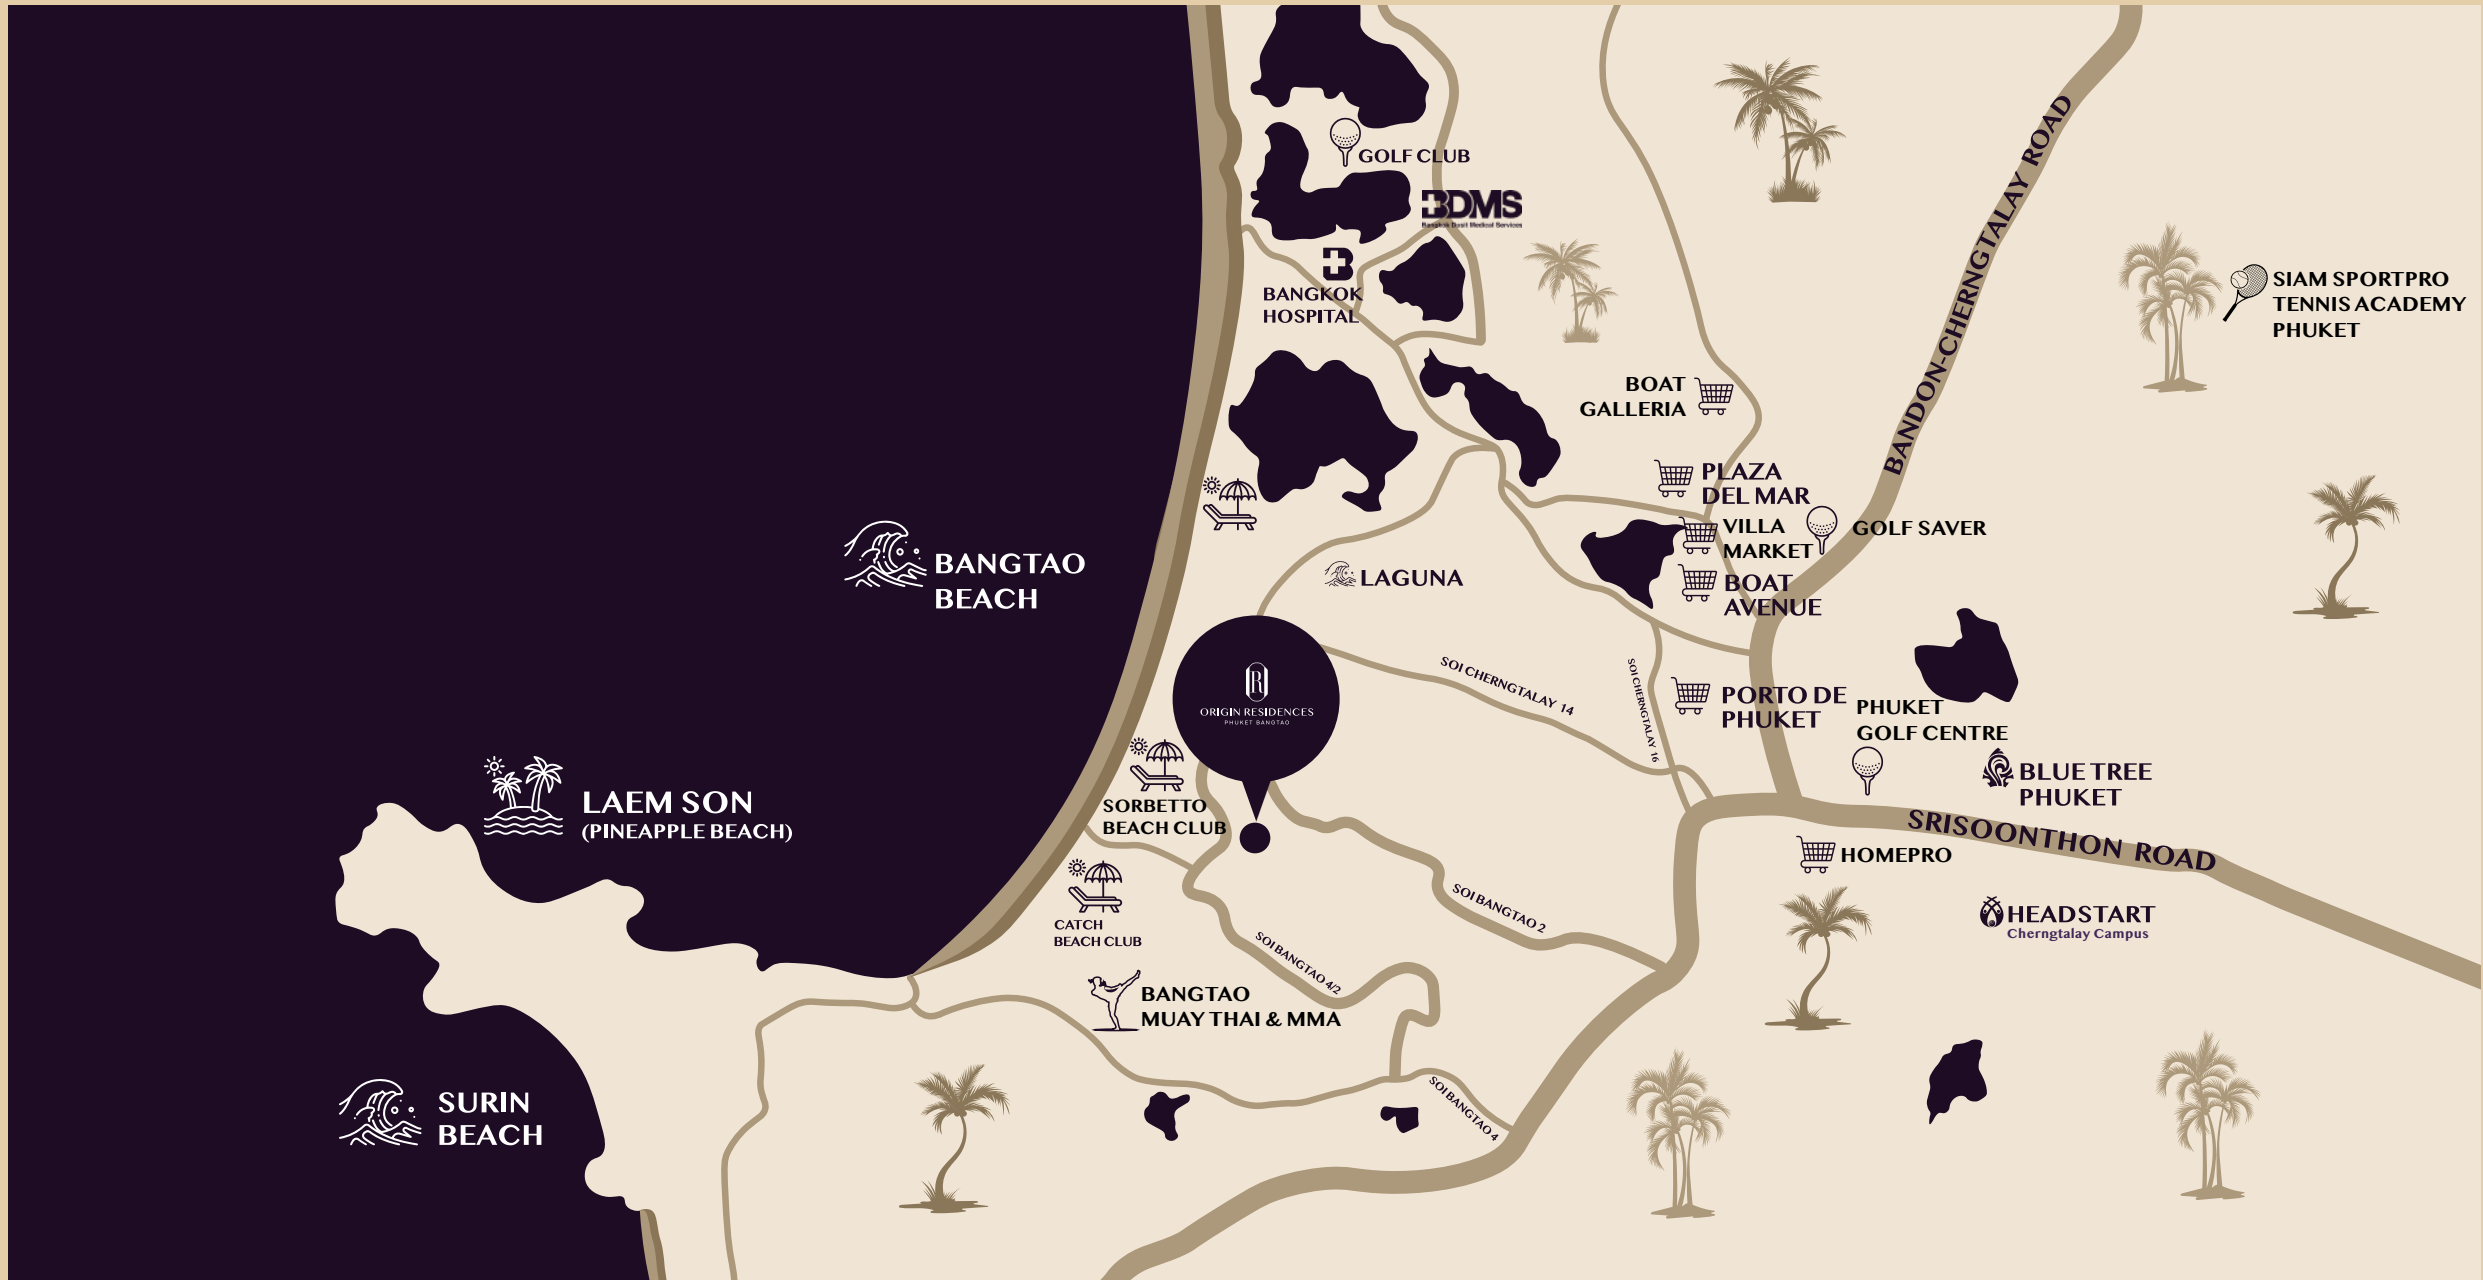 GOLF CLUB
BDMS
Bangkok Dusit Medical Services
BANGKOK
HOSPITAL
BANDON-CHERNGTALAY ROAD
SIAM SPORTPRO
TENNIS ACADEMY
PHUKET
BOAT
GALLERIA
PLAZA
DEL MAR
VILLA
MARKET
GOLF SAVER
BOAT
AVENUE
BANGTAO
BEACH
LAGUNA
R
ORIGIN RESIDENCES
PHUKET BANGTAO
SOI CHERNGTALAY 14
SOI CHERNGTALAY 16
PORTO DE
PHUKET
PHUKET
GOLF CENTRE
BLUE TREE
PHUKET
LAEM SON
(PINEAPPLE BEACH)
SORBETTO
BEACH CLUB
SRISOONTHON ROAD
HOMEPRO
CATCH
BEACH CLUB
SOI BANGTAO 2
HEADSTART
Cherngtalay Campus
SOI BANGTAO 4/2
BANGTAO
MUAY THAI & MMA
SURIN
BEACH
SOI BANGTAO 4